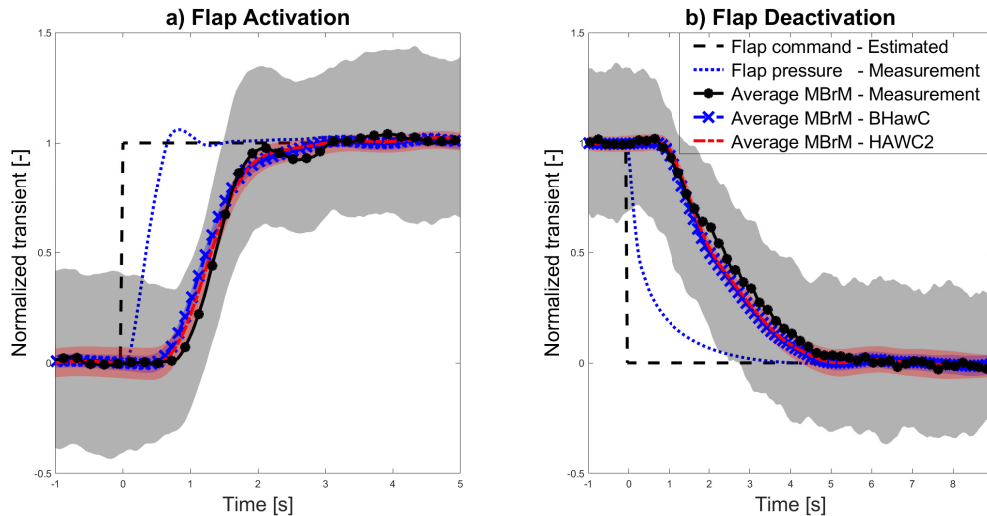 a) Flap Activation
1.5
1
0.5
0
-0.5
-1
0
1
2
3
4
5
Normalized transient [-]
Time [s]
b) Flap Deactivation
Flap command - Estimated
Flap pressure - Measurement
Average MBrM - Measurement
Average MBrM - BHawC
Average MBrM - HAWC2
1.5
1
0.5
0
-0.5
-1
0
1
2
3
4
5
6
7
8
Normalized transient [-]
Time [s]